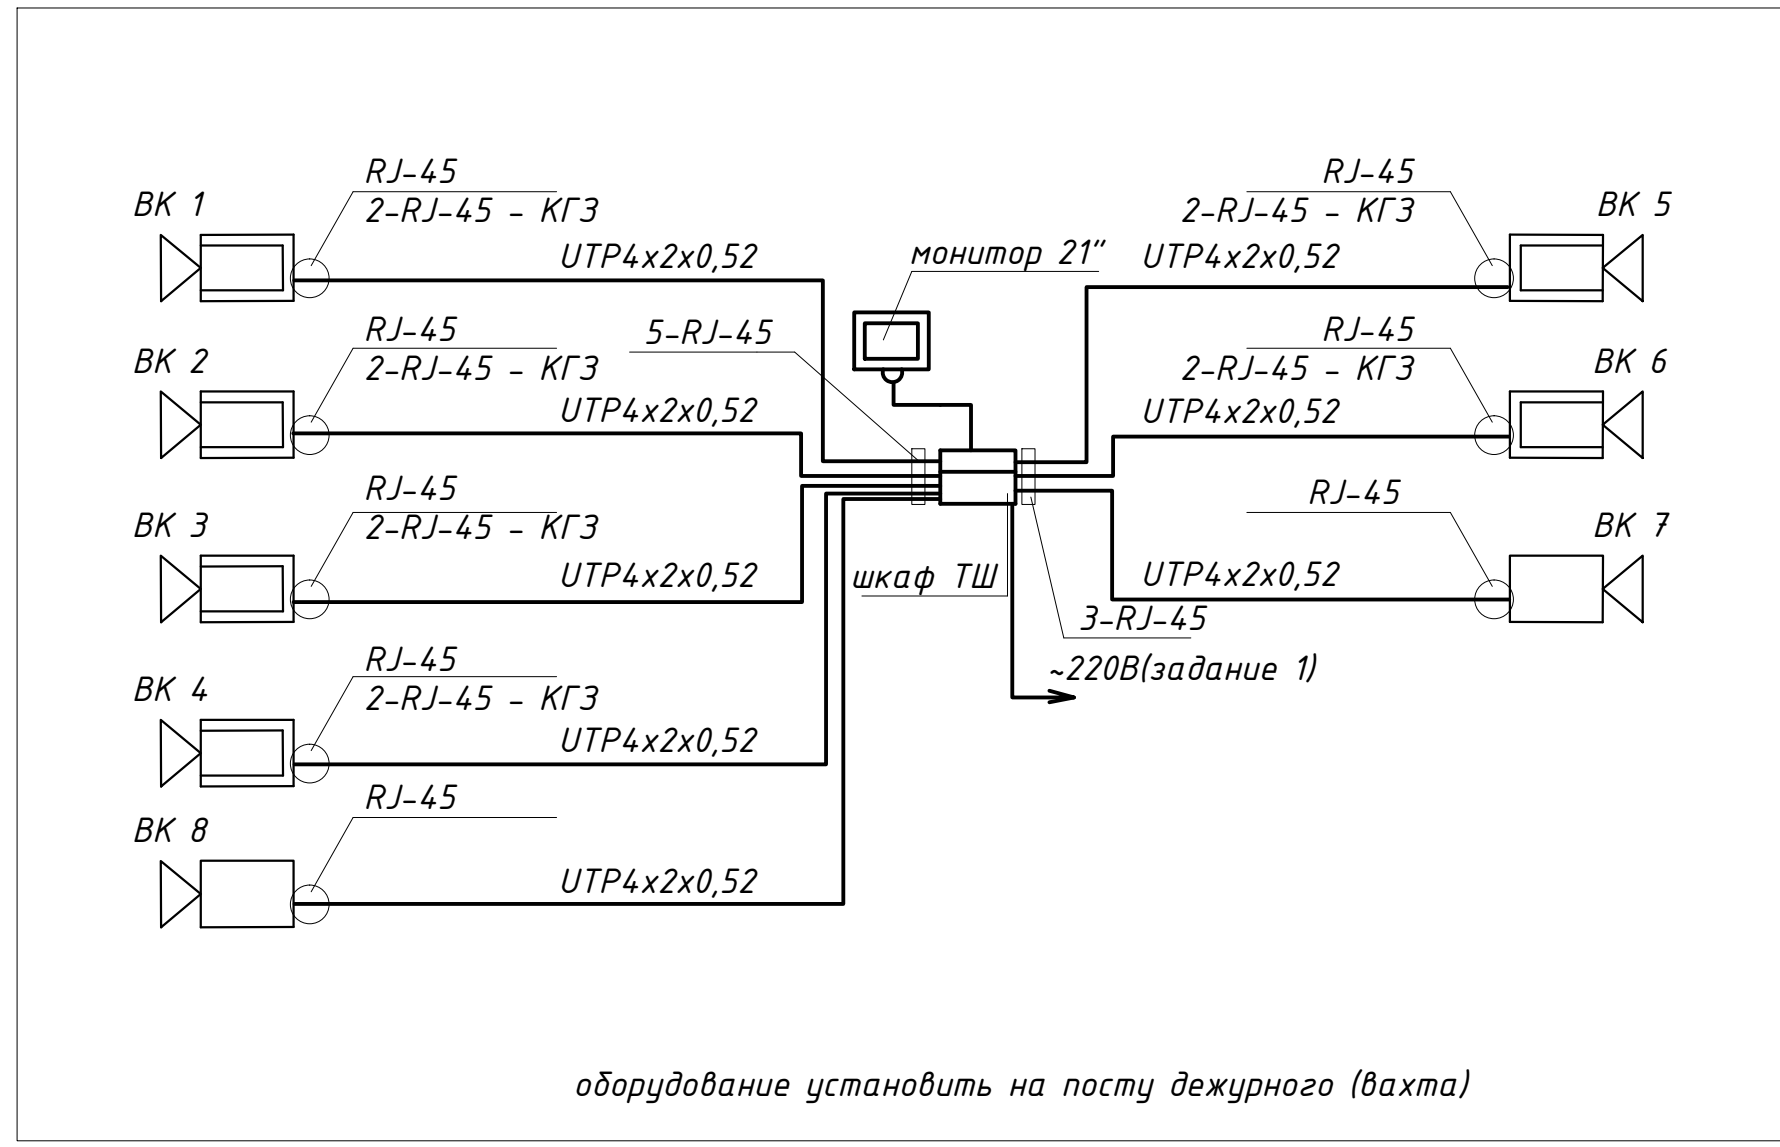 RJ-45
2-RJ-45 - КГЗ
ВК 1
UTP4x2x0,52
RJ-45
2-RJ-45 - КГЗ
ВК 2
UTP4x2x0,52
RJ-45
2-RJ-45 - КГЗ
ВК 3
UTP4x2x0,52
RJ-45
2-RJ-45 - КГЗ
ВК 4
UTP4x2x0,52
RJ-45
ВК 8
UTP4x2x0,52
5-RJ-45
монитор 21"
шкаф ТШ
3-RJ-45
~220В(задание 1)
RJ-45
2-RJ-45 - КГЗ
ВК 5
UTP4x2x0,52
RJ-45
2-RJ-45 - КГЗ
ВК 6
UTP4x2x0,52
RJ-45
ВК 7
UTP4x2x0,52
оборудование установить на посту дежурного (вахта)